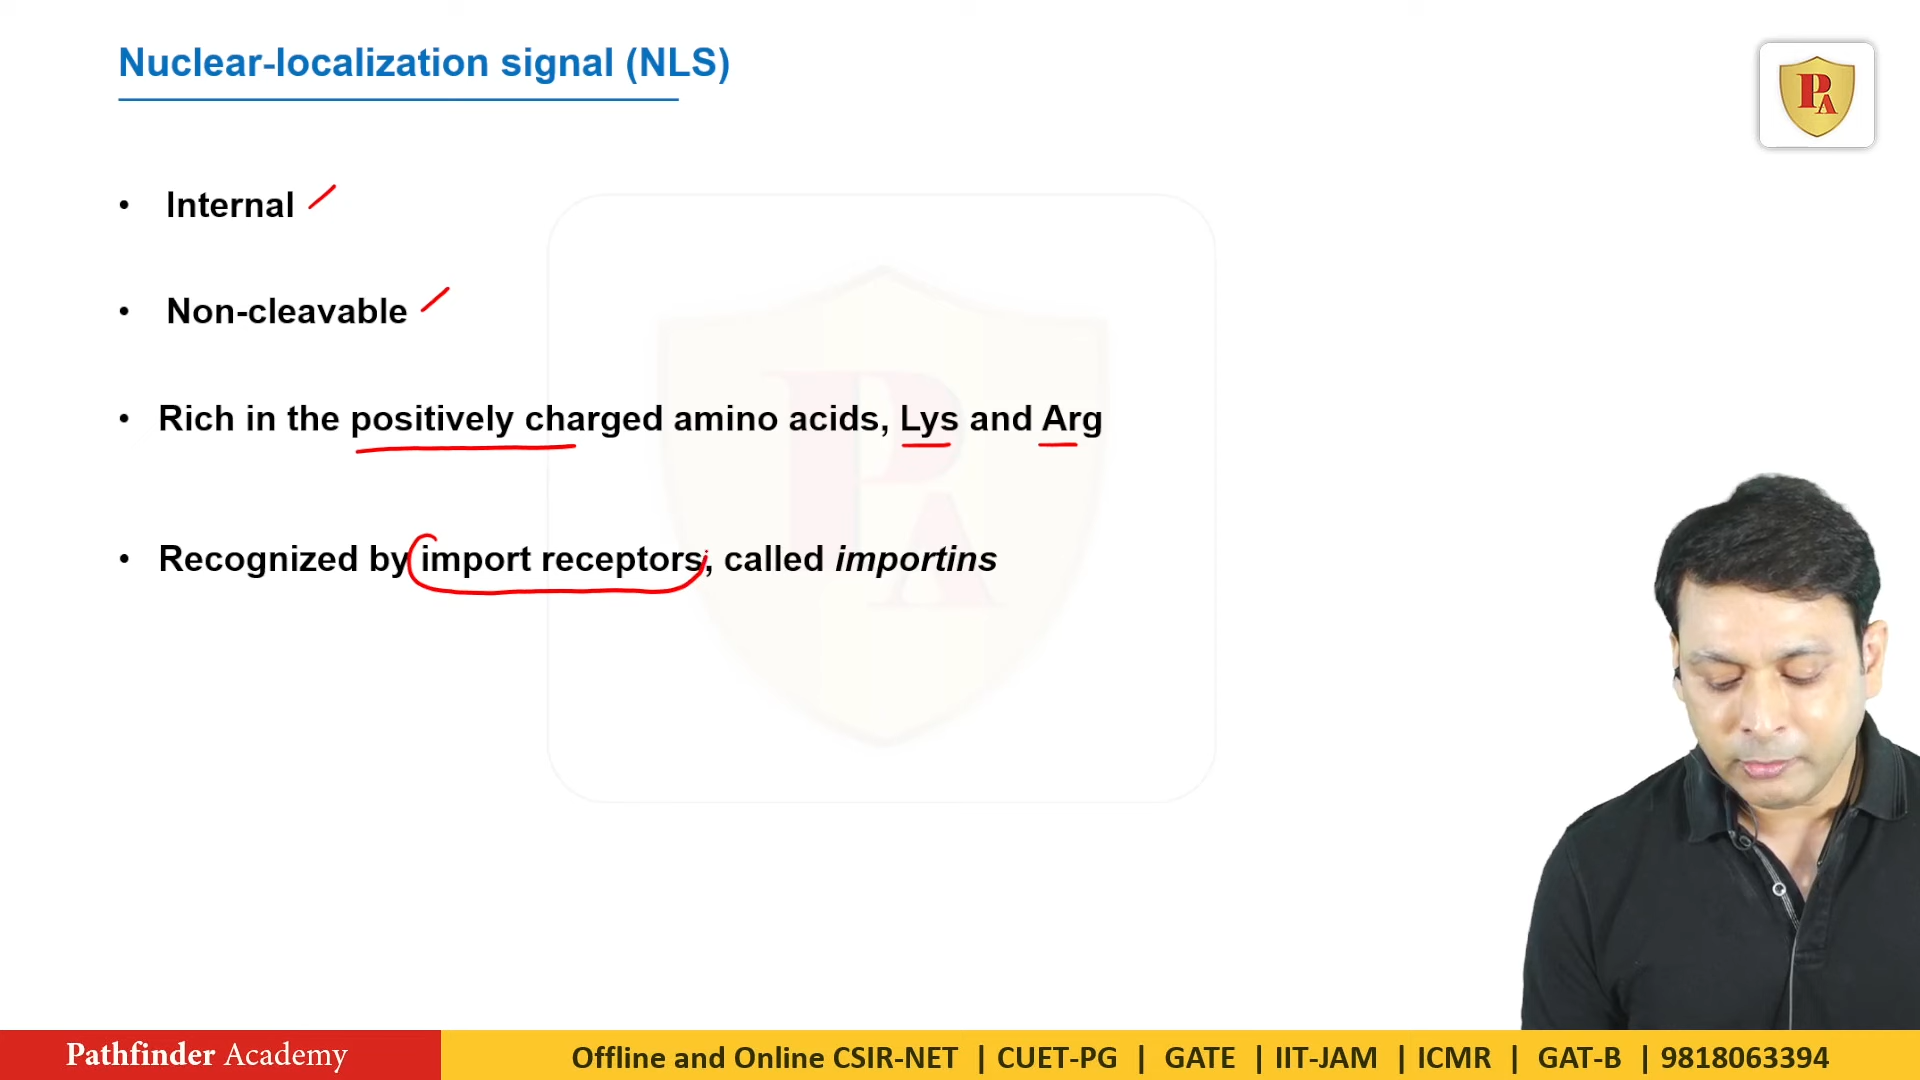 Nuclear-localization signal (NLS)
PA
• Internal
• Non-cleavable
• Rich in the positively charged amino acids, Lys and Arg
• Recognized by import receptors, called importins
Pathfinder Academy
Offline and Online CSIR-NET | CUET-PG | GATE | IIT-JAM | ICMR | GAT-B | 9818063394